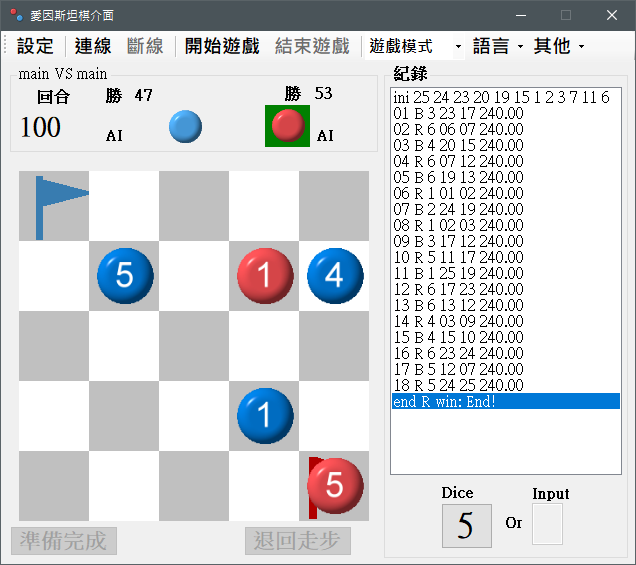 愛因斯坦棋介面
設定 連線 斷線 開始遊戲 結束遊戲 遊戲模式 語言 其他
main VS main
回合 勝 47 勝 53
100 AI AI
5 1 4
1
5
準備完成 退回走步
紀錄
ini 25 24 23 20 19 15 1 2 3 7 11 6
01 B 3 23 17 240.00
02 R 6 06 07 240.00
03 B 4 20 15 240.00
04 R 6 07 12 240.00
05 B 6 19 13 240.00
06 R 1 01 02 240.00
07 B 2 24 19 240.00
08 R 1 02 03 240.00
09 B 3 17 12 240.00
10 R 5 11 17 240.00
11 B 1 25 19 240.00
12 R 6 17 23 240.00
13 B 6 13 12 240.00
14 R 4 03 09 240.00
15 B 4 15 10 240.00
16 R 6 23 24 240.00
17 B 5 12 07 240.00
18 R 5 24 25 240.00
end R win: End!
Dice Input
5 Or